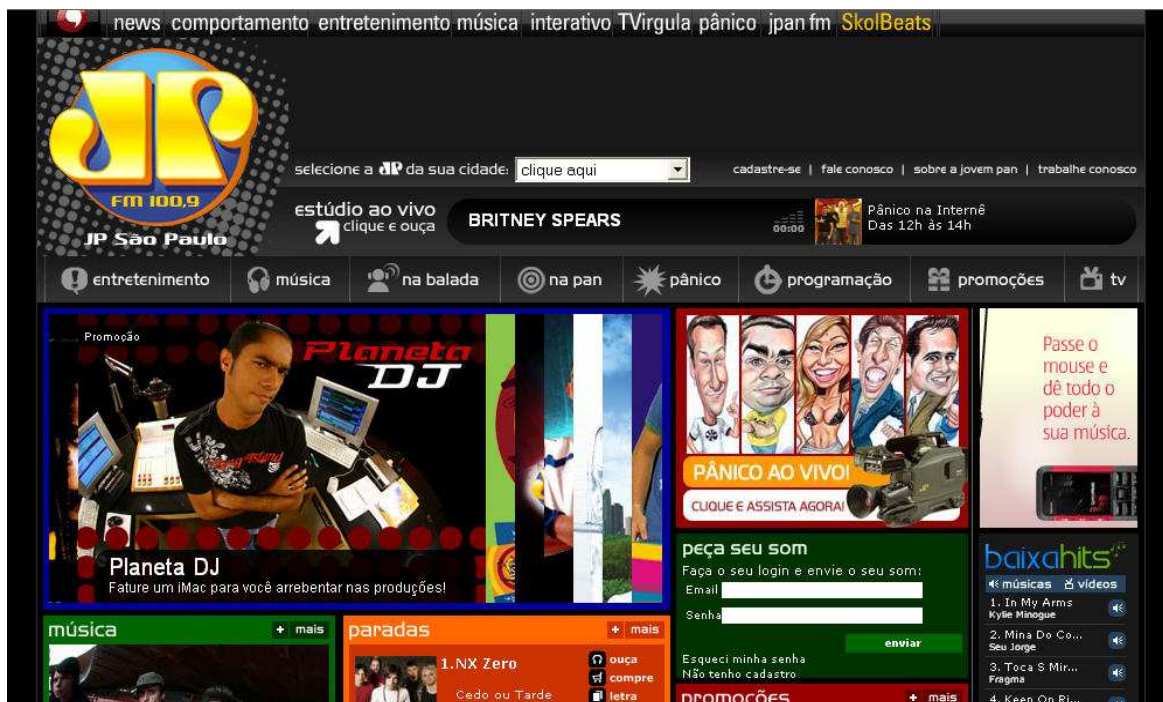 news comportamento entretenimento música interativo TVirgula pânico jpan fm SkolBeats
JP
FM 100,9
JP São Paulo
selecione a JP da sua cidade: clique aqui
cadastre-se | fale conosco | sobre a jovem pan | trabalhe conosco
estúdio ao vivo
clique e ouça
BRITNEY SPEARS
00:00
Pânico na Internê
Das 12h às 14h
entretenimento música na balada na pan pânico programação promoções tv
Promoção
Planeta
DJ
Planeta DJ
Fature um iMac para você arrebentar nas produções!
PÂNICO AO VIVO!
CLIQUE E ASSISTA AGORA!
Passe o
mouse e
dê todo o
poder à
sua música.
peça seu som
Faça o seu login e envie o seu som:
Email
Senha
enviar
Esqueci minha senha
Não tenho cadastro
baixahits
músicas vídeos
1. In My Arms
Kylie Minogue
2. Mina Do Co...
Seu Jorge
3. Toca S Mir...
Fragma
4. Keep On Ri...
música + mais
paradas + mais
1.NX Zero
Cedo ou Tarde
ouça
compre
letra
promoções + mais